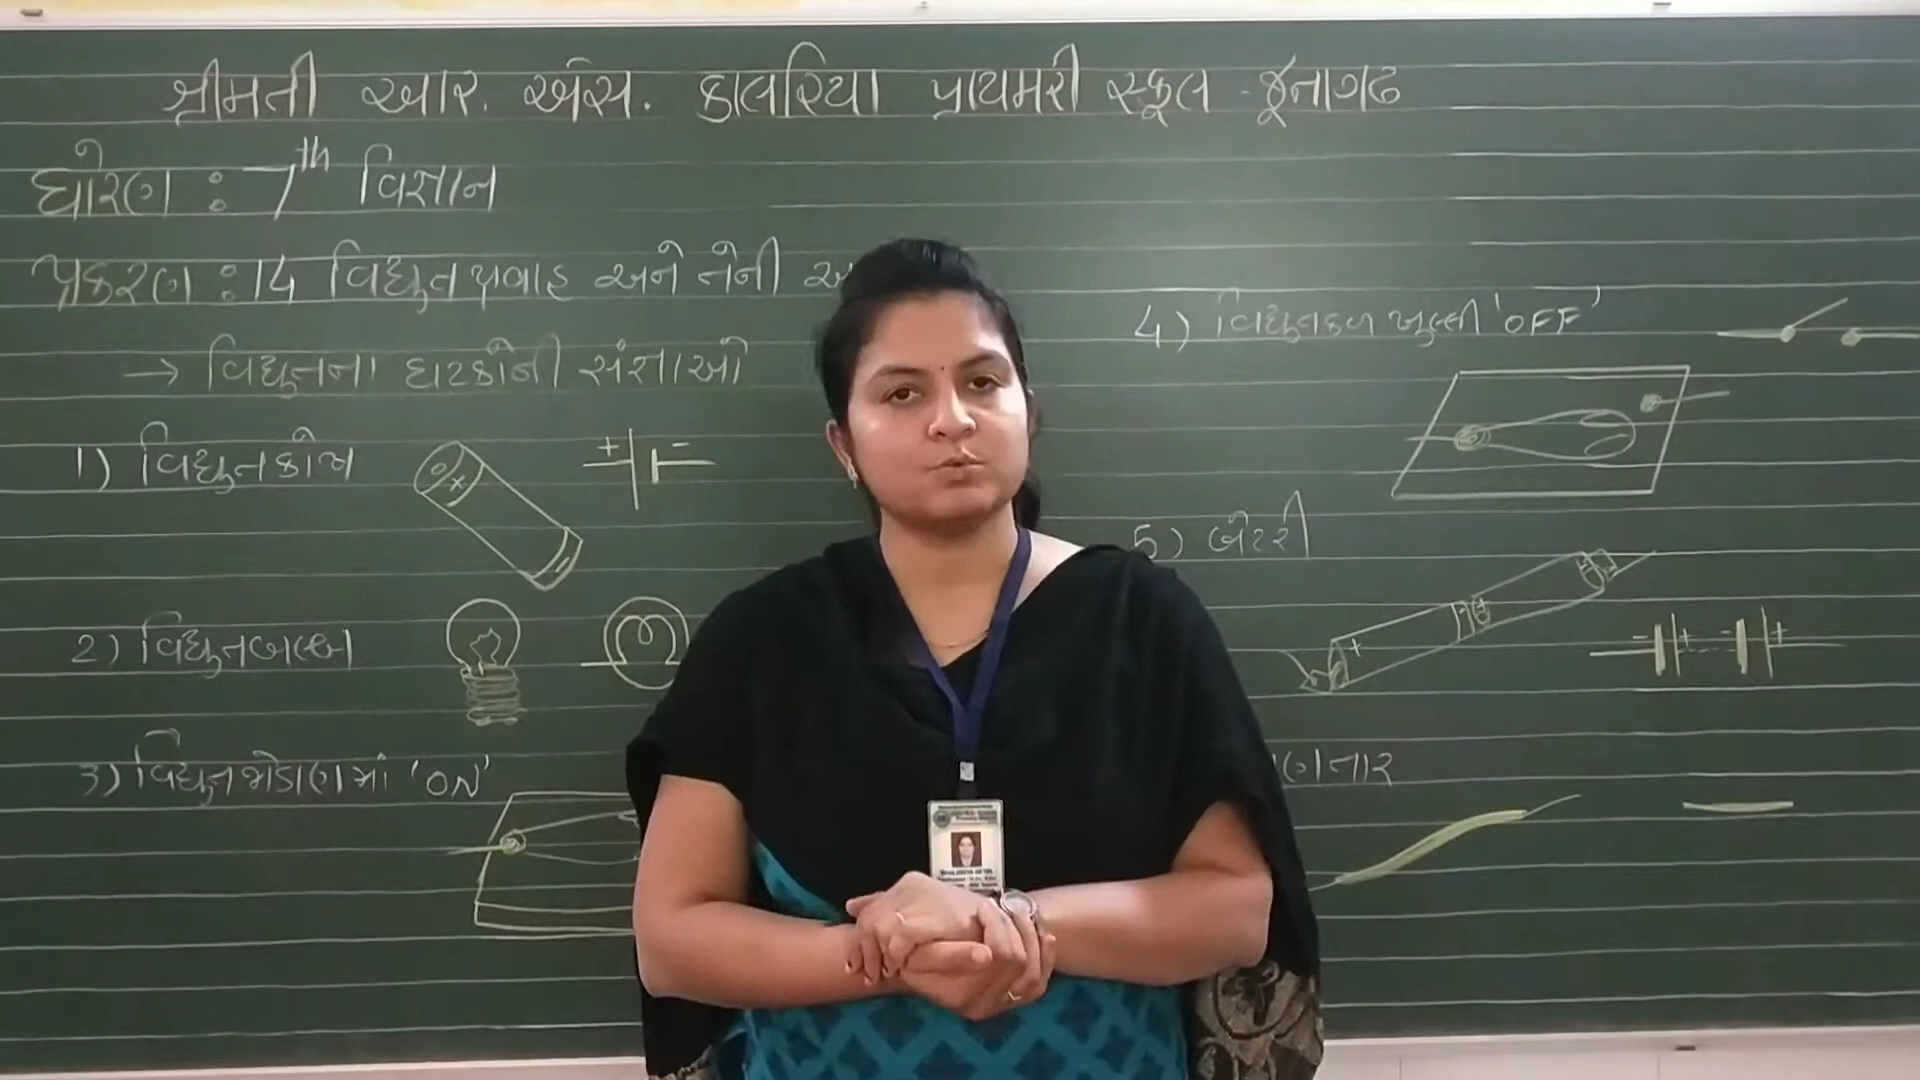 શ્રીમતી આર. એસ. કાલરિયા પ્રાયમરી સ્કૂલ - જૂનાગઢ
ધોરણ : 7th વિજ્ઞાન
પ્રકરણ : 14 વિદ્યુતપ્રવાહ અને તેની અ
→ વિદ્યુતના ઘટકોની સંજ્ઞાઓ
1) વિદ્યુતકોષ
+ -
+
2) વિદ્યુતબલ્બ
3) વિદ્યુતજોડાણમાં 'ON'
4) વિદ્યુતકળ ખુલ્લી 'OFF'
5) બેટરી
+ - +
- + - +
ણતાર